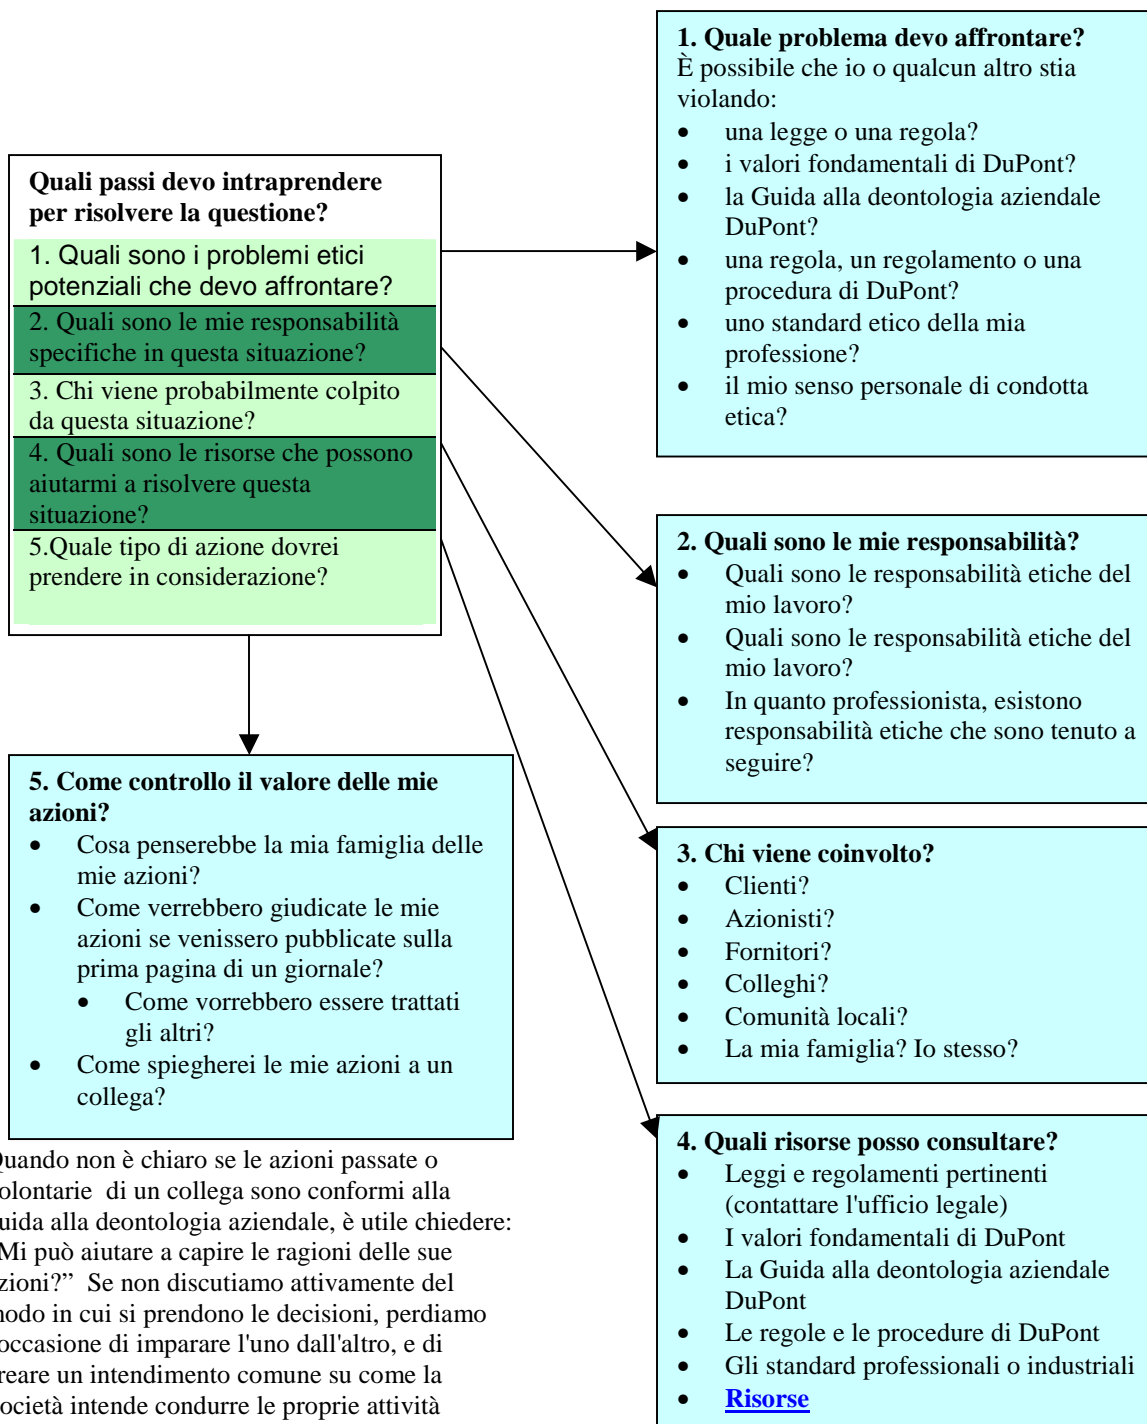 Quali passi devo intraprendere
per risolvere la questione?
1. Quali sono i problemi etici
potenziali che devo affrontare?
2. Quali sono le mie responsabilità
specifiche in questa situazione?
3. Chi viene probabilmente colpito
da questa situazione?
4. Quali sono le risorse che possono
aiutarmi a risolvere questa
situazione?
5.Quale tipo di azione dovrei
prendere in considerazione?
1. Quale problema devo affrontare?
È possibile che io o qualcun altro stia
violando:
• una legge o una regola?
• i valori fondamentali di DuPont?
• la Guida alla deontologia aziendale
DuPont?
• una regola, un regolamento o una
procedura di DuPont?
• uno standard etico della mia
professione?
• il mio senso personale di condotta
etica?
2. Quali sono le mie responsabilità?
• Quali sono le responsabilità etiche del
mio lavoro?
• Quali sono le responsabilità etiche del
mio lavoro?
• In quanto professionista, esistono
responsabilità etiche che sono tenuto a
seguire?
3. Chi viene coinvolto?
• Clienti?
• Azionisti?
• Fornitori?
• Colleghi?
• Comunità locali?
• La mia famiglia? Io stesso?
4. Quali risorse posso consultare?
• Leggi e regolamenti pertinenti
(contattare l'ufficio legale)
• I valori fondamentali di DuPont
• La Guida alla deontologia aziendale
DuPont
• Le regole e le procedure di DuPont
• Gli standard professionali o industriali
• Risorse
5. Come controllo il valore delle mie
azioni?
• Cosa penserebbe la mia famiglia delle
mie azioni?
• Come verrebbero giudicate le mie
azioni se venissero pubblicate sulla
prima pagina di un giornale?
• Come vorrebbero essere trattati
gli altri?
• Come spiegherei le mie azioni a un
collega?
Quando non è chiaro se le azioni passate o
volontarie di un collega sono conformi alla
uida alla deontologia aziendale, è utile chiedere:
Mi può aiutare a capire le ragioni delle sue
zioni?” Se non discutiamo attivamente del
modo in cui si prendono le decisioni, perdiamo
occasione di imparare l'uno dall'altro, e di
reare un intendimento comune su come la
ocietà intende condurre le proprie attività